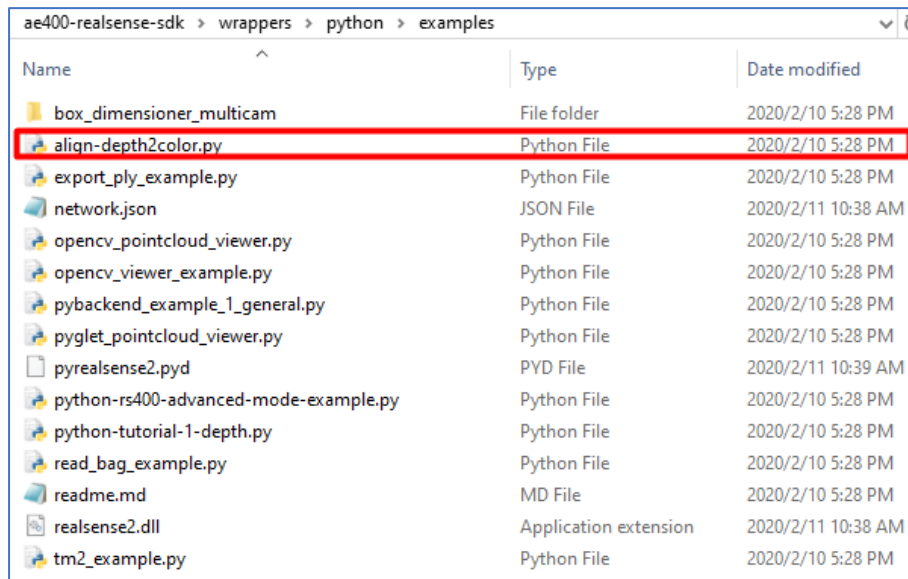 ae400-realsense-sdk > wrappers > python > examples
Name Type Date modified
box_dimensioner_multicam File folder 2020/2/10 5:28 PM
align-depth2color.py Python File 2020/2/10 5:28 PM
export_ply_example.py Python File 2020/2/10 5:28 PM
network.json JSON File 2020/2/11 10:38 AM
opencv_pointcloud_viewer.py Python File 2020/2/10 5:28 PM
opencv_viewer_example.py Python File 2020/2/10 5:28 PM
pybackend_example_1_general.py Python File 2020/2/10 5:28 PM
pyglet_pointcloud_viewer.py Python File 2020/2/10 5:28 PM
pyrealsense2.pyd PYD File 2020/2/11 10:39 AM
python-rs400-advanced-mode-example.py Python File 2020/2/10 5:28 PM
python-tutorial-1-depth.py Python File 2020/2/10 5:28 PM
read_bag_example.py Python File 2020/2/10 5:28 PM
readme.md MD File 2020/2/10 5:28 PM
realsense2.dll Application extension 2020/2/11 10:38 AM
tm2_example.py Python File 2020/2/10 5:28 PM